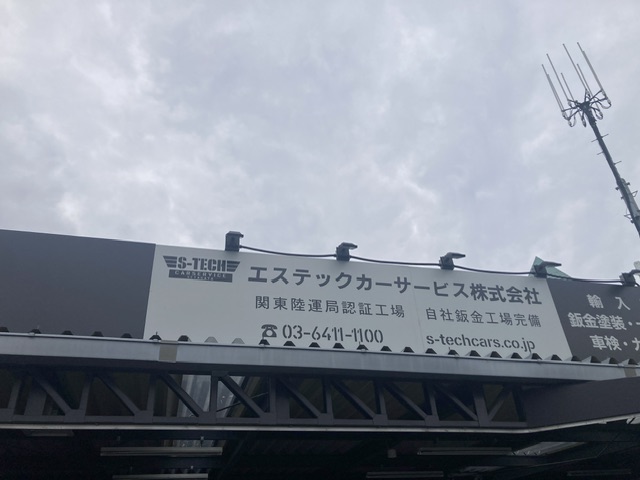 S-TECH
エステックカーサービス株式会社
関東陸運局認証工場
自社鈑金工場完備
☎03-6411-1100
s-techcars.co.jp
輸入
鈑金塗装・
車検・